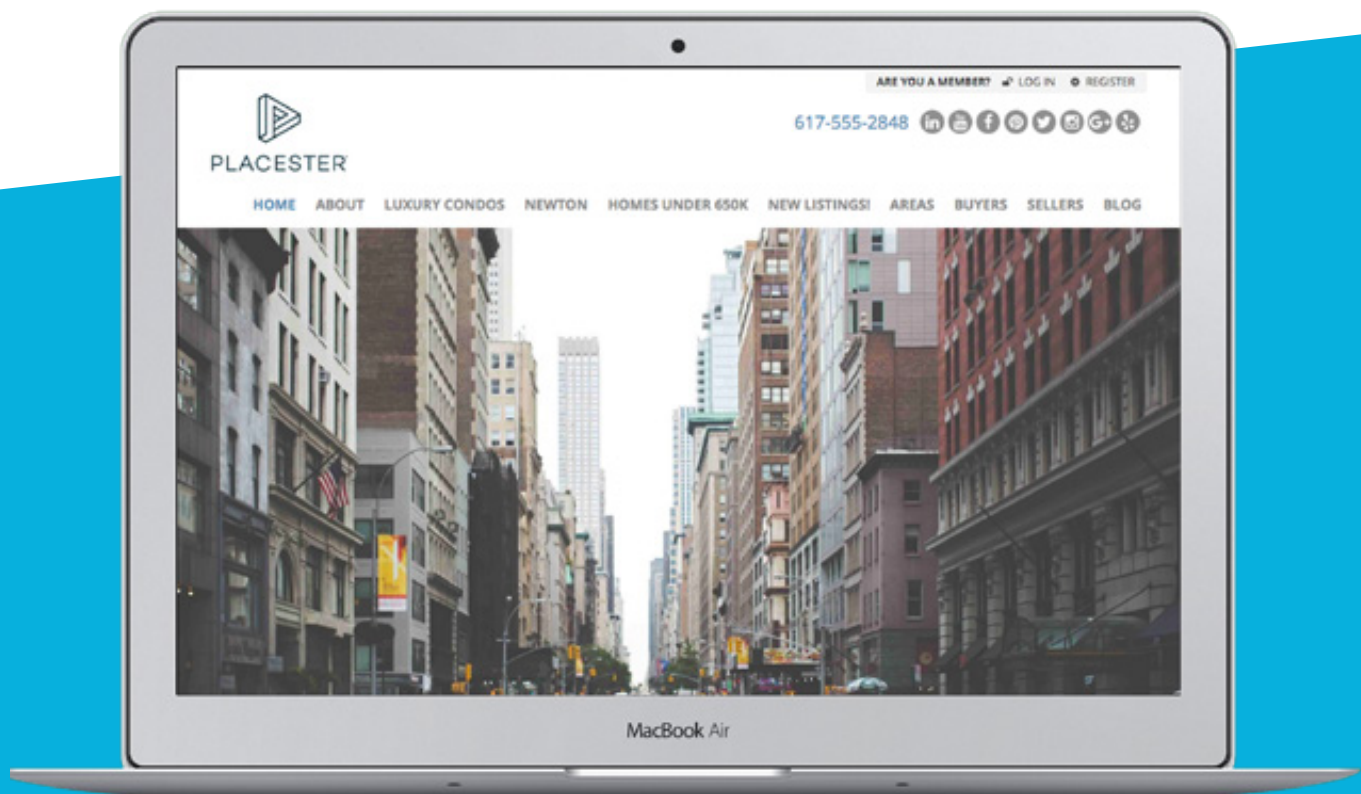 ARE YOU A MEMBER? LOG IN REGISTER
617-555-2848
PLACESTER
HOME ABOUT LUXURY CONDOS NEWTON HOMES UNDER 650K NEW LISTINGS! AREAS BUYERS SELLERS BLOG
MacBook Air